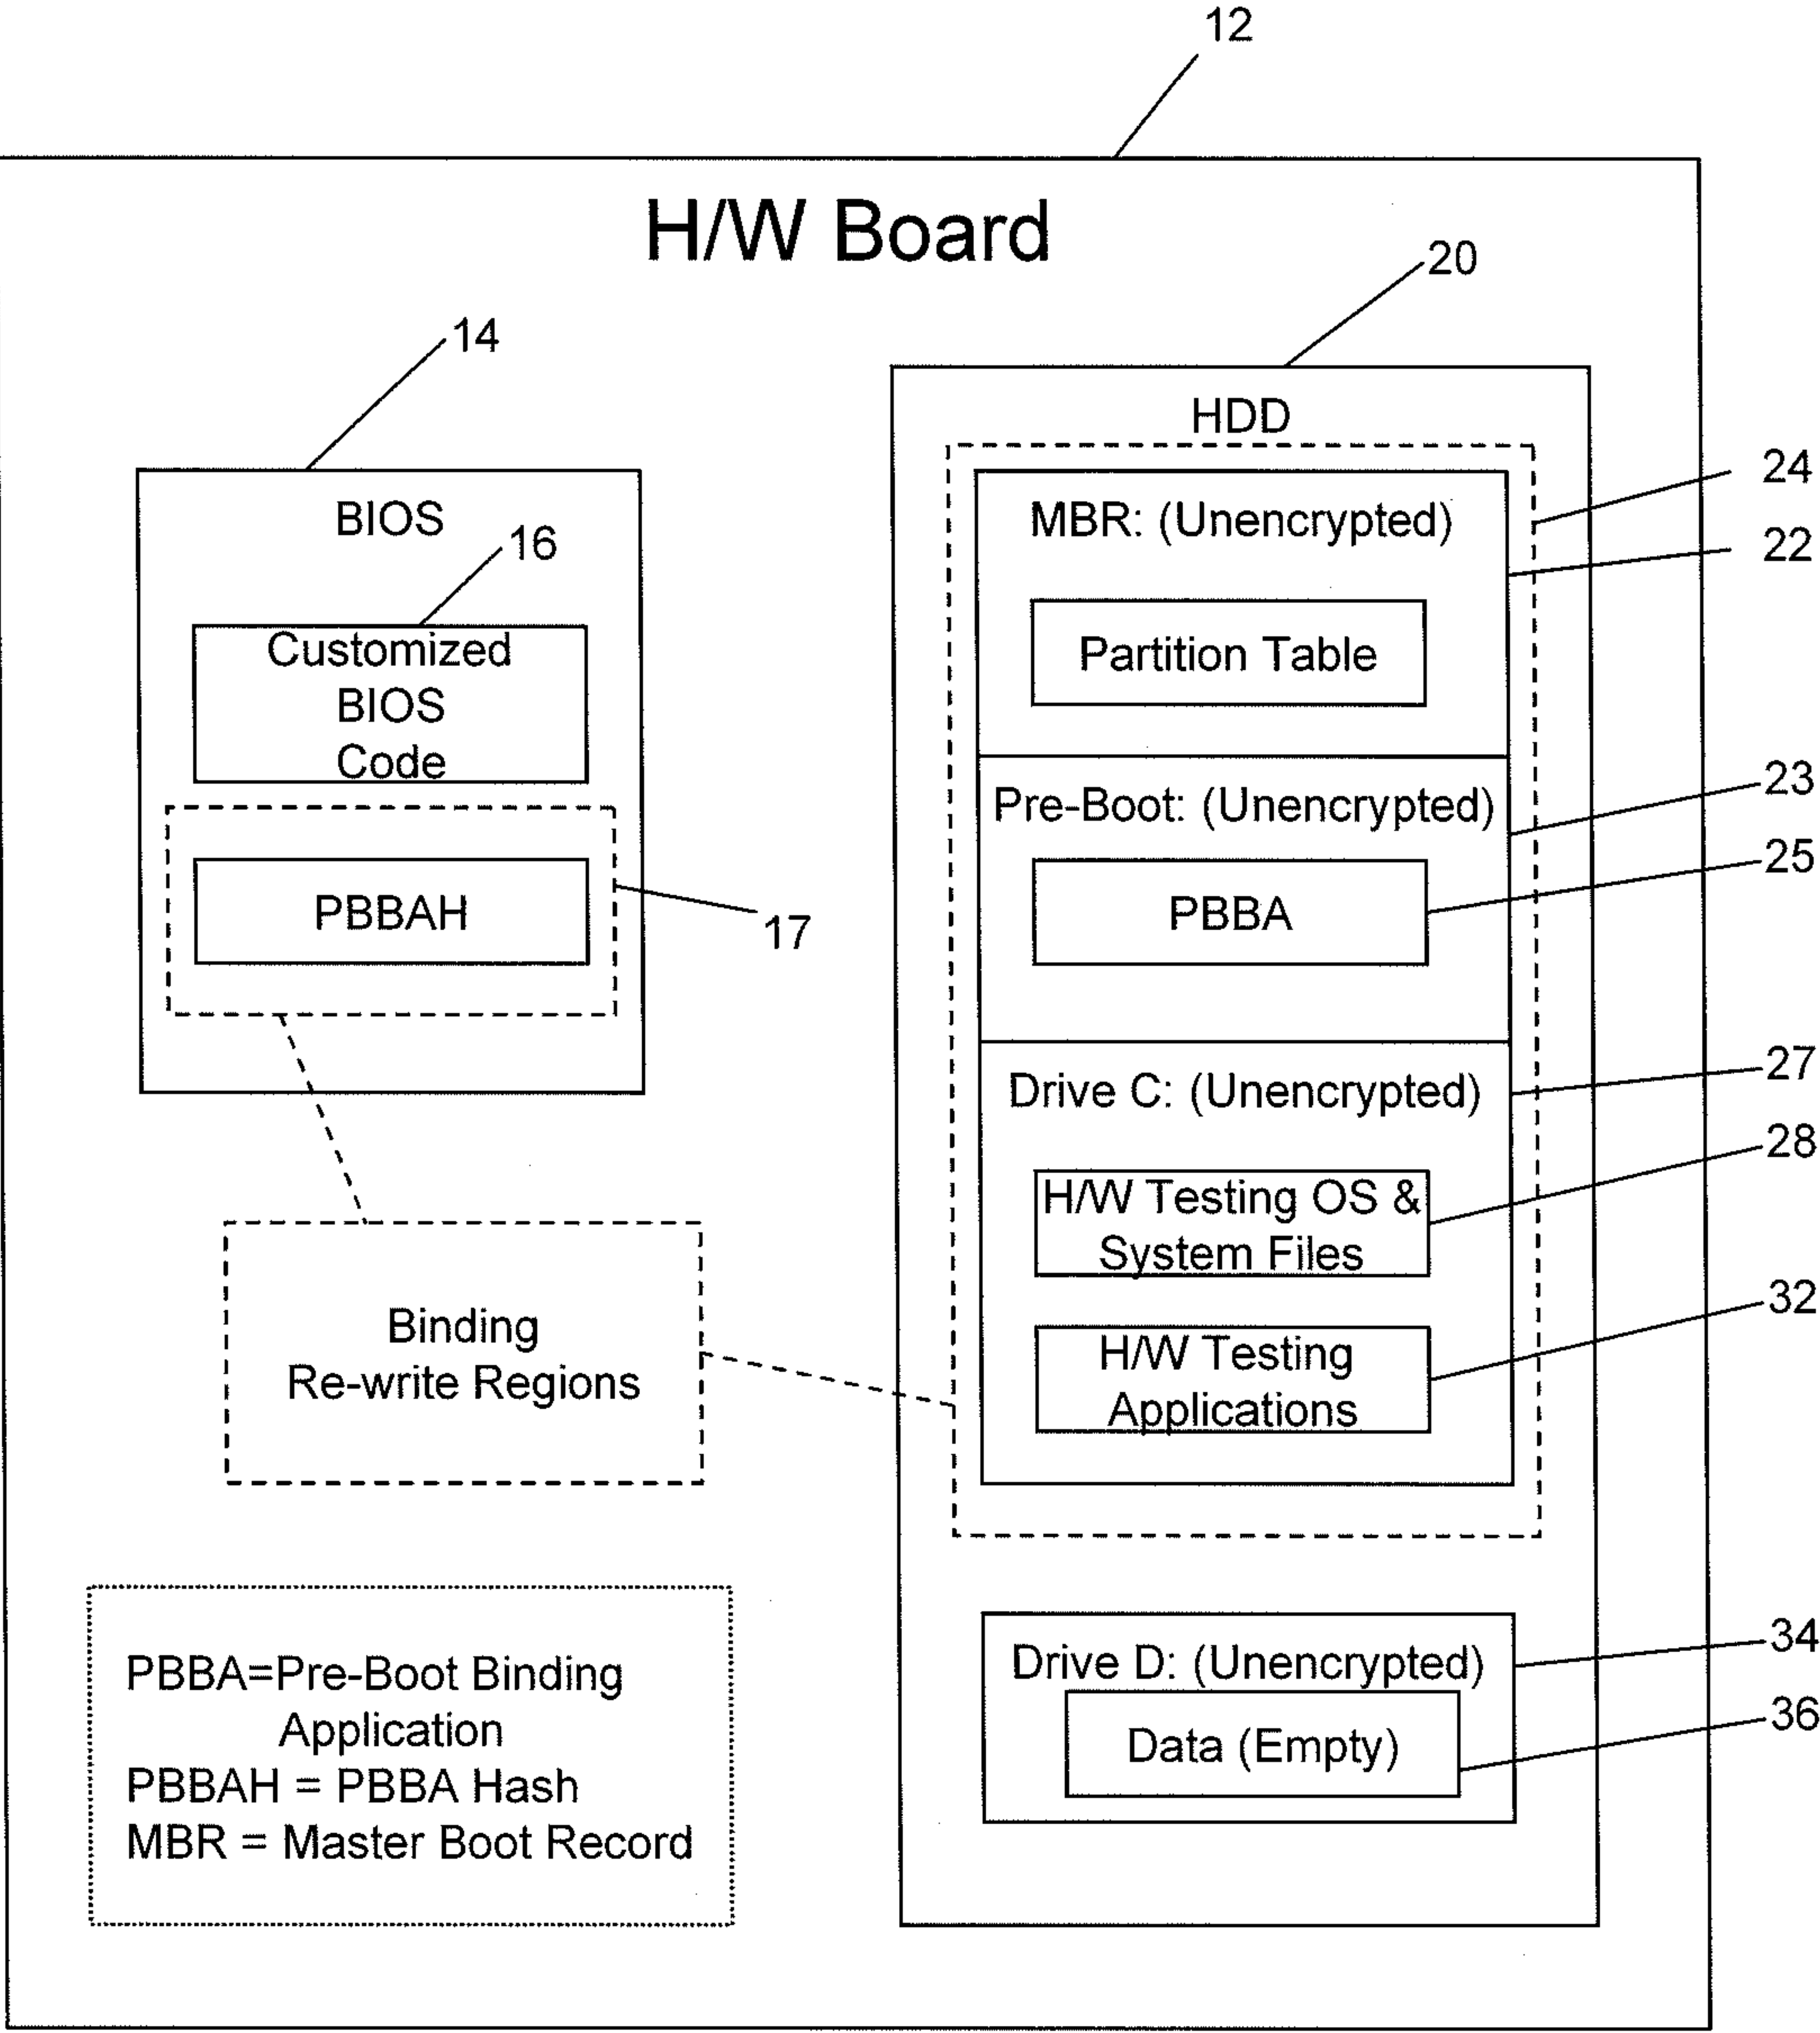 12
H/W Board
20
14
HDD
24
BIOS
MBR: (Unencrypted)
16
22
Customized
BIOS
Code
Partition Table
23
Pre-Boot: (Unencrypted)
25
PBBAH
PBBA
17
27
Drive C: (Unencrypted)
28
H/W Testing OS &
System Files
32
Binding
Re-write Regions
H/W Testing
Applications
34
Drive D: (Unencrypted)
36
Data (Empty)
PBBA=Pre-Boot Binding
Application
PBBAH = PBBA Hash
MBR = Master Boot Record